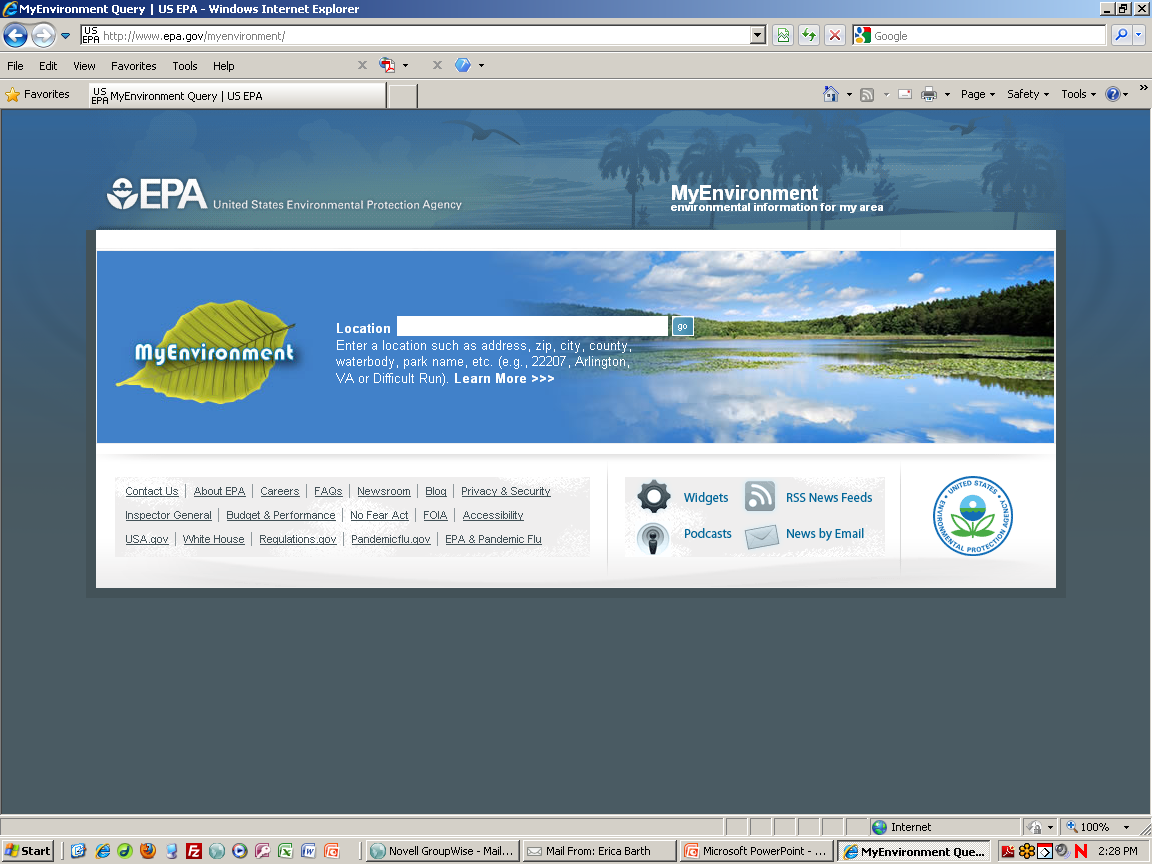 MyEnvironment Query | US EPA - Windows Internet Explorer
US EPA http://www.epa.gov/myenvironment/
Google
File Edit View Favorites Tools Help
Favorites
US EPA MyEnvironment Query | US EPA
Page Safety Tools
EPA United States Environmental Protection Agency
MyEnvironment
environmental information for my area
MyEnvironment
Location
go
Enter a location such as address, zip, city, county,
waterbody, park name, etc. (e.g., 22207, Arlington,
VA or Difficult Run). Learn More >>>
Contact Us | About EPA | Careers | FAQs | Newsroom | Blog | Privacy & Security
Inspector General | Budget & Performance | No Fear Act | FOIA | Accessibility
USA.gov | White House | Regulations.gov | Pandemicflu.gov | EPA & Pandemic Flu
Widgets
RSS News Feeds
Podcasts
News by Email
UNITED STATES
ENVIRONMENTAL PROTECTION AGENCY
Internet
100%
Start
Novell GroupWise - Mail...
Mail From: Erica Barth
Microsoft PowerPoint - ...
MyEnvironment Que...
2:28 PM